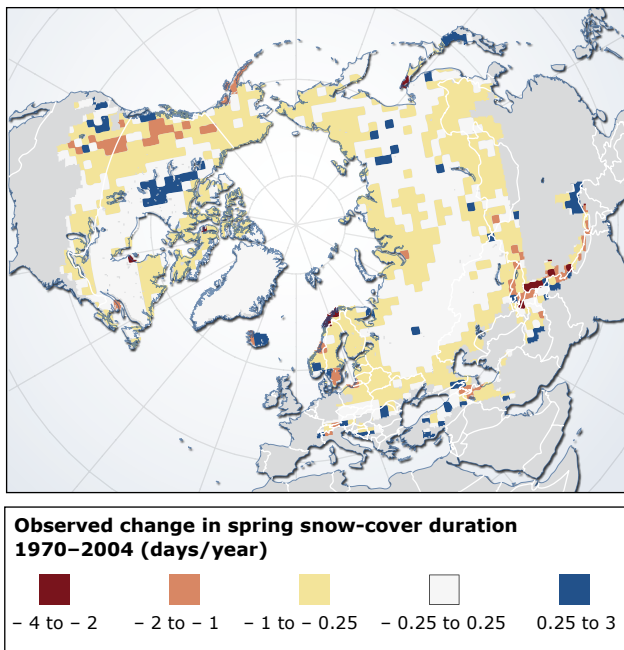 Observed change in spring snow-cover duration
1970–2004 (days/year)
– 4 to – 2
– 2 to – 1
– 1 to – 0.25
– 0.25 to 0.25
0.25 to 3